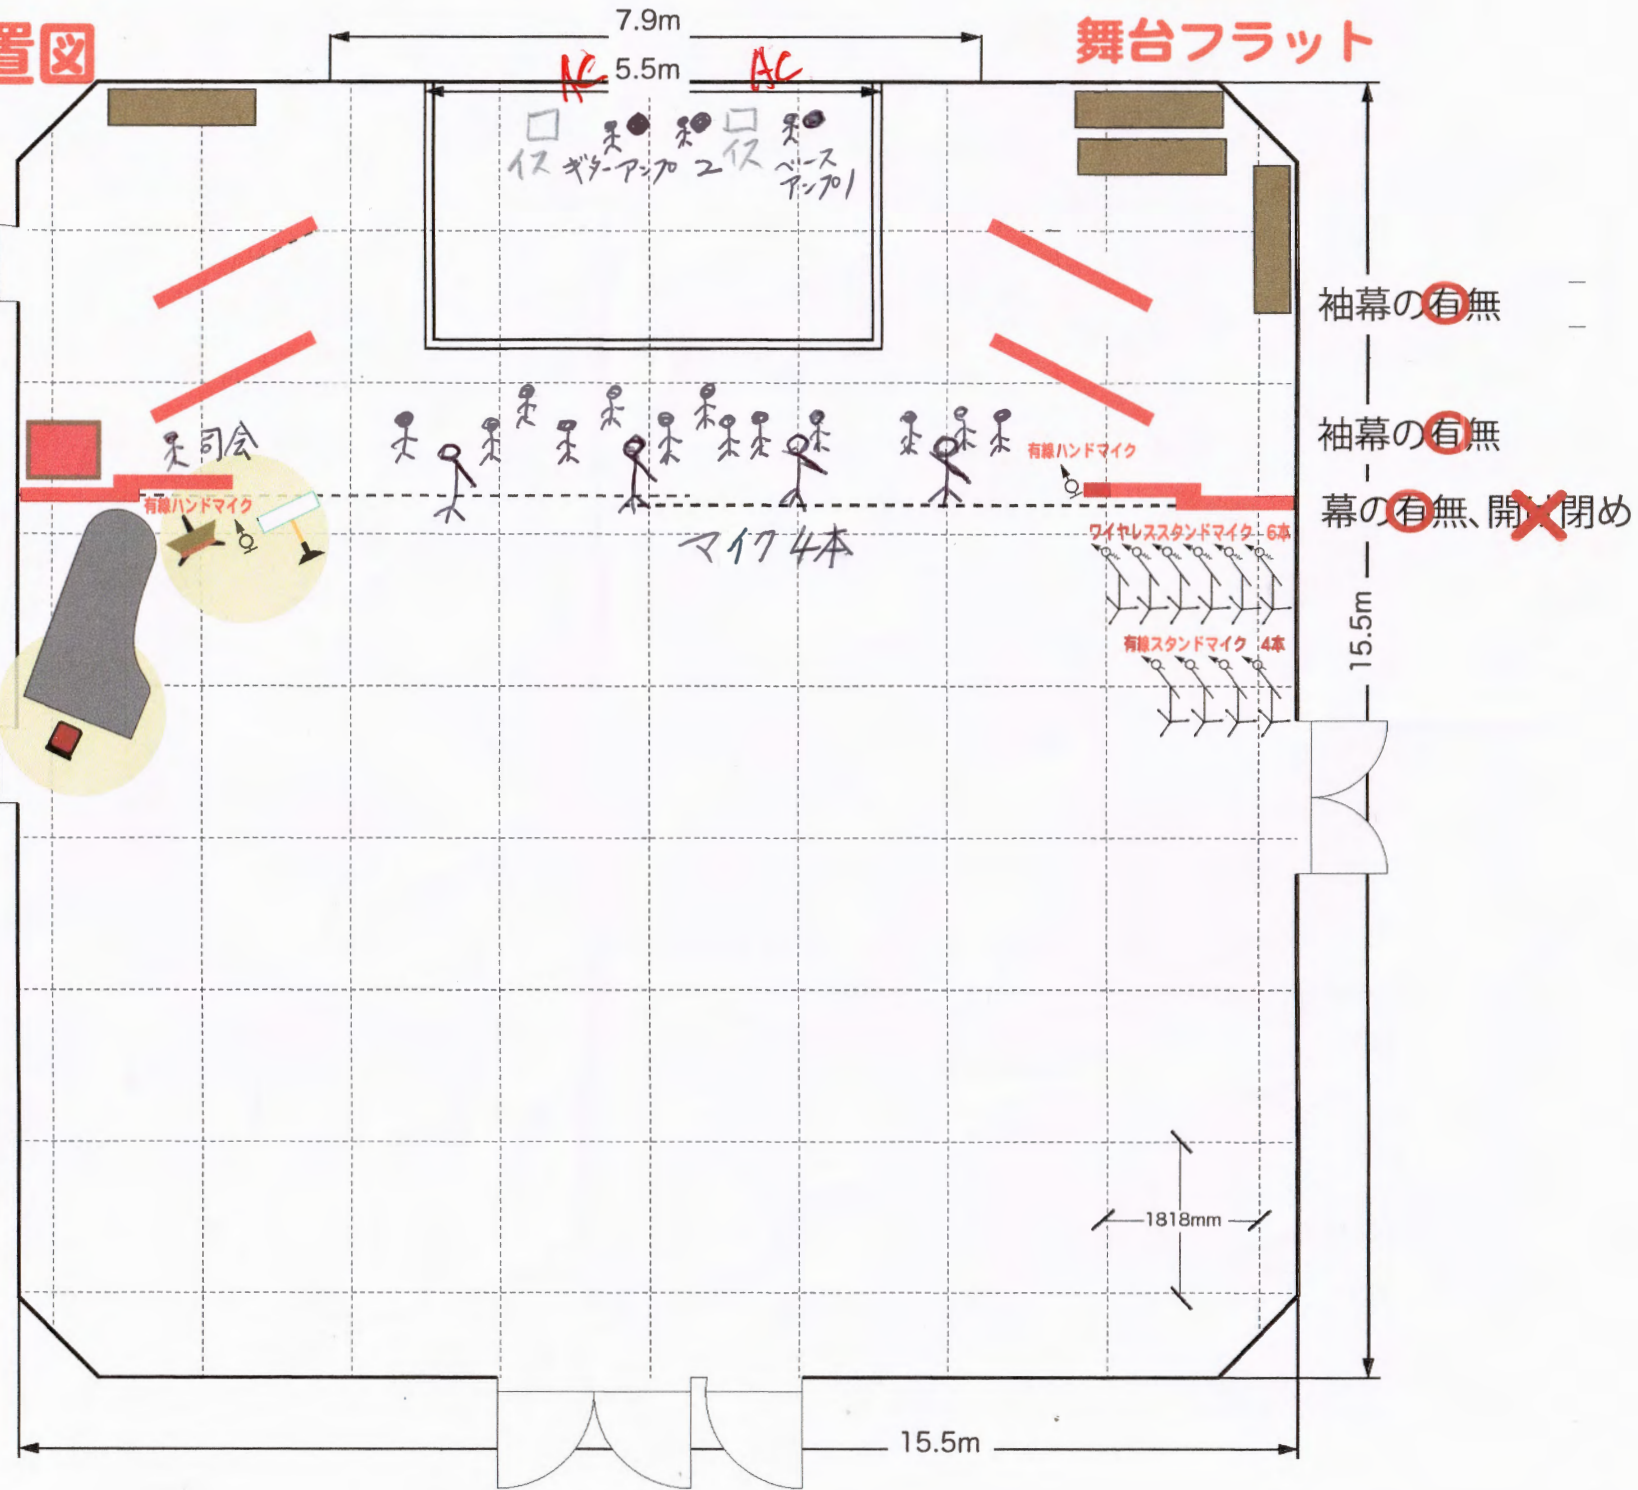 置図
7.9m
舞台フラット
AC
5.5m
AC
イス
ギターアンプ 2
イス
ベース
アンプ1
袖幕の有無
袖幕の有無
幕の有無、開け閉め
司会
有線ハンドマイク
有線ハンドマイク
マイク4本
ワイヤレススタンドマイク 6本
有線スタンドマイク 4本
15.5m
1818mm
15.5m